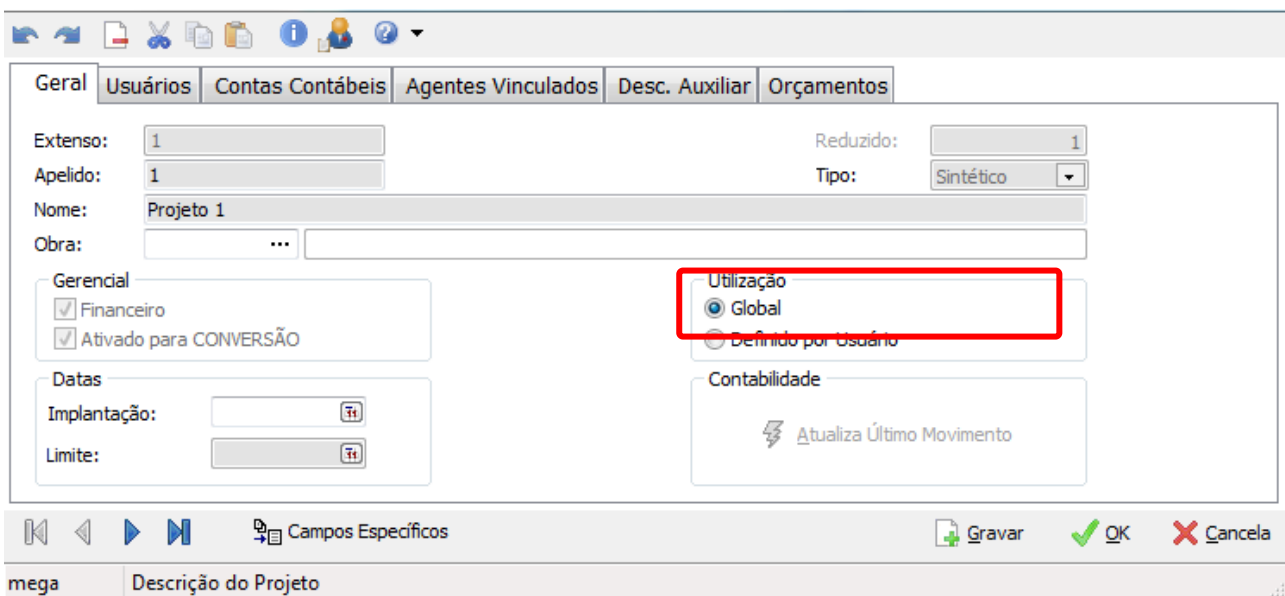 Geral Usuários Contas Contábeis Agentes Vinculados Desc. Auxiliar Orçamentos
Extenso: 1 Reduzido: 1
Apelido: 1 Tipo: Sintético
Nome: Projeto 1
Obra: ...
Gerencial Utilização
Financeiro Global
Ativado para CONVERSÃO Definido por Usuário
Datas Contabilidade
Implantação:
Atualiza Último Movimento
Limite:
Campos Específicos Gravar OK Cancela
mega Descrição do Projeto